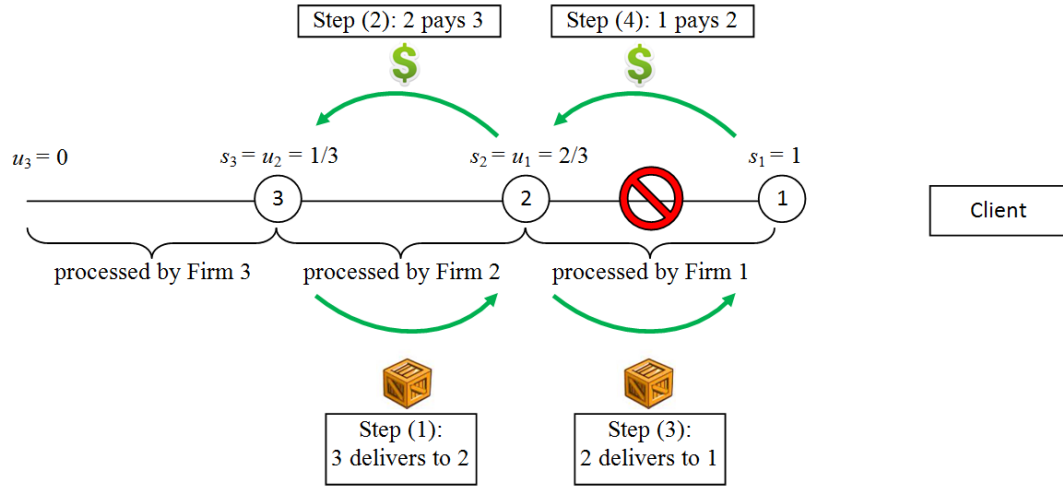 Step (2): 2 pays 3
Step (4): 1 pays 2
$
$
u₃ = 0
s₃ = u₂ = 1/3
s₂ = u₁ = 2/3
s₁ = 1
3
2
1
Client
processed by Firm 3
processed by Firm 2
processed by Firm 1
Step (1):
3 delivers to 2
Step (3):
2 delivers to 1